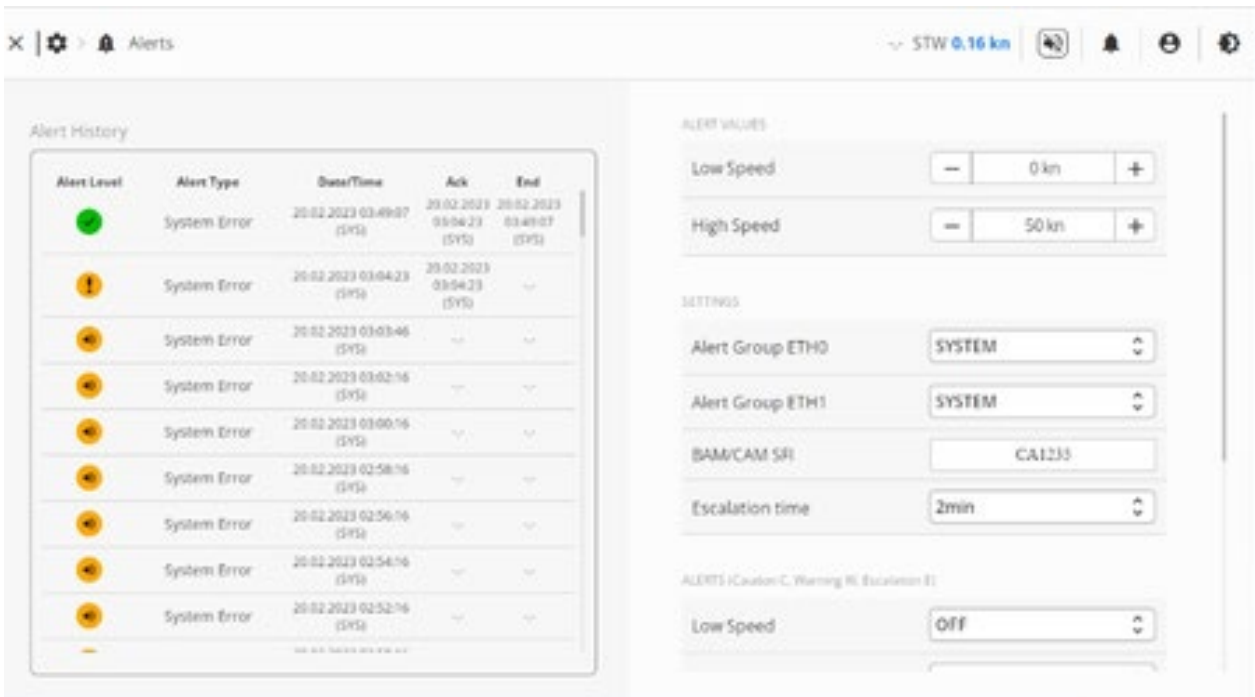 Alerts
STW 0.16 kn
Alert History
Alert Level Alert Type Date/Time Ack End
System Error 20.02.2023 03:49:07 (SYS) 20.02.2023 03:04:23 (SYS) 20.02.2023 03:49:07 (SYS)
System Error 20.02.2023 03:04:23 (SYS) 20.02.2023 03:04:23 (SYS) -.-
System Error 20.02.2023 03:03:46 (SYS) -.- -.-
System Error 20.02.2023 03:02:16 (SYS) -.- -.-
System Error 20.02.2023 03:00:16 (SYS) -.- -.-
System Error 20.02.2023 02:58:16 (SYS) -.- -.-
System Error 20.02.2023 02:56:16 (SYS) -.- -.-
System Error 20.02.2023 02:54:16 (SYS) -.- -.-
System Error 20.02.2023 02:52:16 (SYS) -.- -.-
ALERT VALUES
Low Speed − 0 kn +
High Speed − 50 kn +
SETTINGS
Alert Group ETH0 SYSTEM
Alert Group ETH1 SYSTEM
BAM/CAM SFI CA1233
Escalation time 2min
ALERTS (Caution C, Warning W, Escalation E)
Low Speed OFF